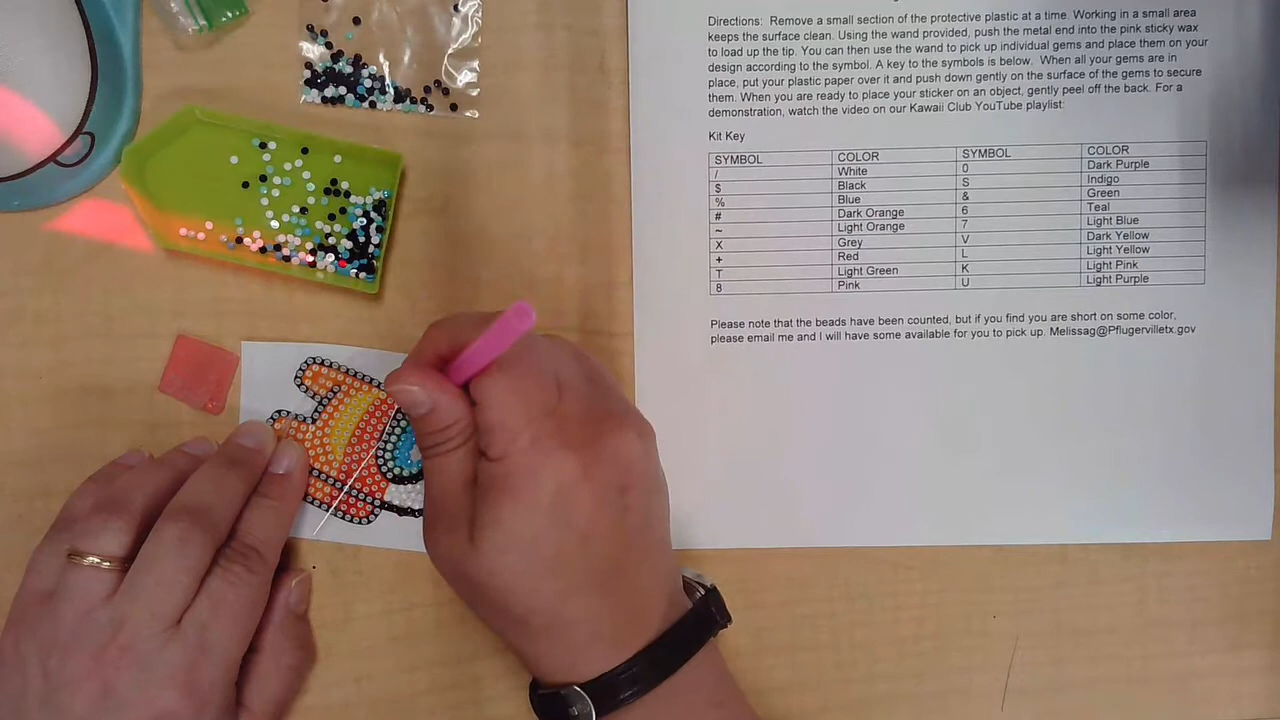 Directions: Remove a small section of the protective plastic at a time. Working in a small area
keeps the surface clean. Using the wand provided, push the metal end into the pink sticky wax
to load up the tip. You can then use the wand to pick up individual gems and place them on your
design according to the symbol. A key to the symbols is below. When all your gems are in
place, put your plastic paper over it and push down gently on the surface of the gems to secure
them. When you are ready to place your sticker on an object, gently peel off the back. For a
demonstration, watch the video on our Kawaii Club YouTube playlist:
Kit Key
SYMBOL COLOR SYMBOL COLOR
/ White 0 Dark Purple
$ Black S Indigo
% Blue & Green
# Dark Orange 6 Teal
~ Light Orange 7 Light Blue
X Grey V Dark Yellow
+ Red L Light Yellow
T Light Green K Light Pink
8 Pink U Light Purple
Please note that the beads have been counted, but if you find you are short on some color,
please email me and I will have some available for you to pick up. Melissag@Pflugervilletx.gov